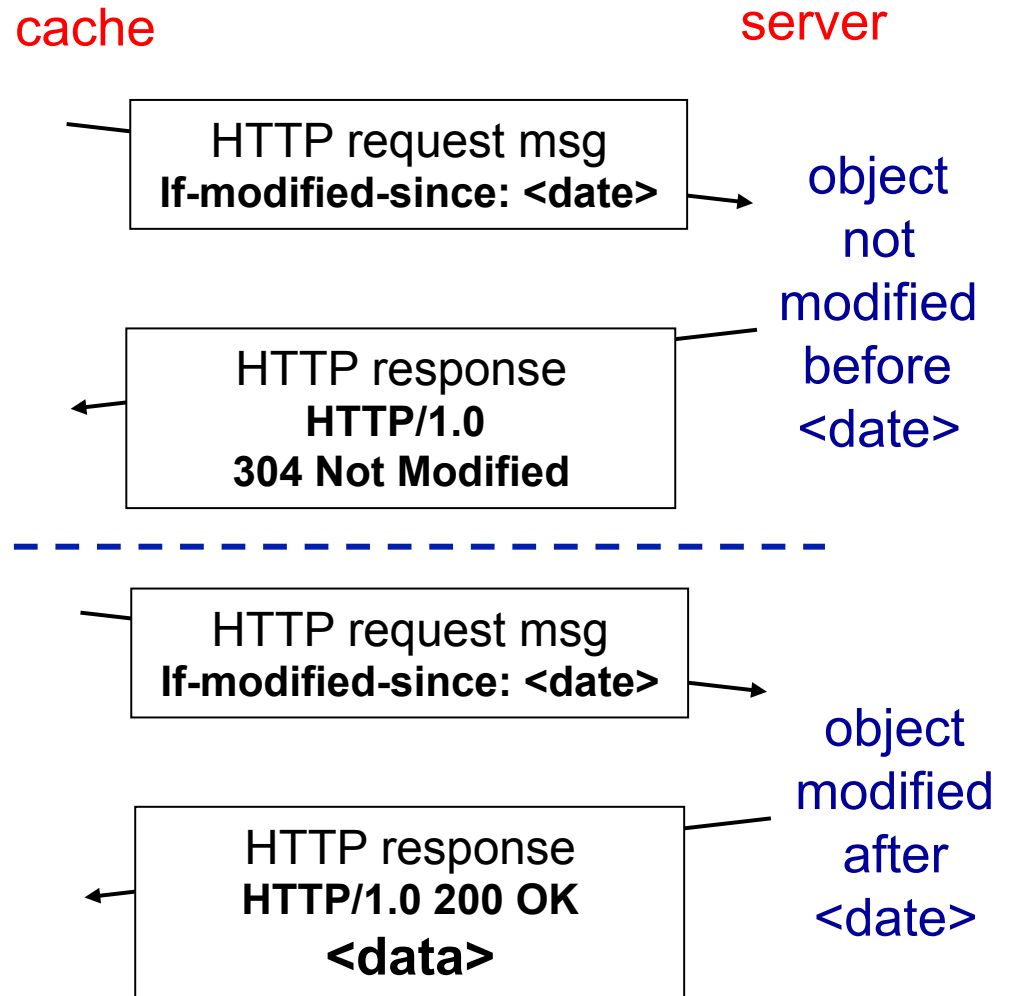 cache
server
HTTP request msg
If-modified-since: <date>
object
not
modified
before
<date>
HTTP response
HTTP/1.0
304 Not Modified
HTTP request msg
If-modified-since: <date>
object
modified
after
<date>
HTTP response
HTTP/1.0 200 OK
<data>